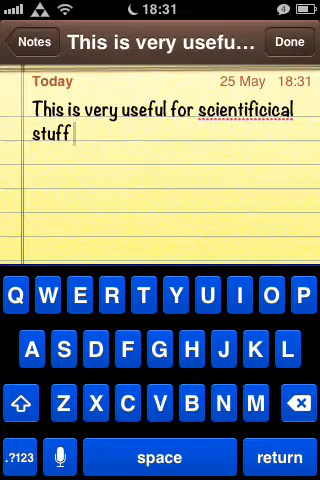 18:31
4
Notes
This is very usefu...
Done
Today
25 May 18:31
This is very useful for scientificical
stuff
Q W E R T Y U I O P
A S D F G H J K L
Z X C V B N M
.?123
space
return